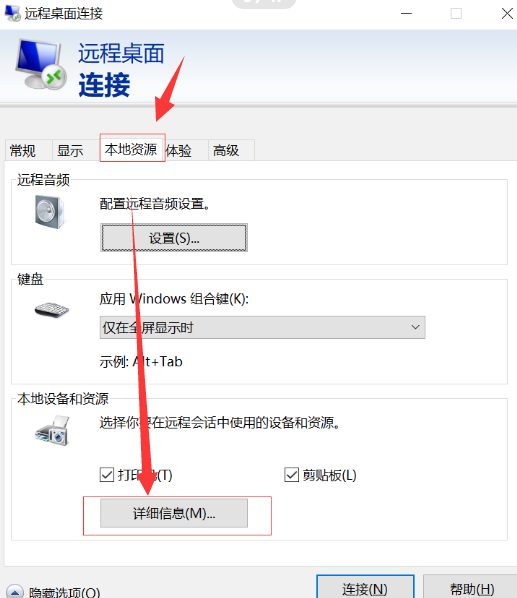 远程桌面连接
远程桌面
连接
常规 显示 本地资源 体验 高级
远程音频
配置远程音频设置。
设置(S)...
键盘
应用 Windows 组合键(K):
仅在全屏显示时
示例: Alt+Tab
本地设备和资源
选择你要在远程会话中使用的设备和资源。
打印机(T) 剪贴板(L)
详细信息(M)...
隐藏选项(O) 连接(N) 帮助(H)